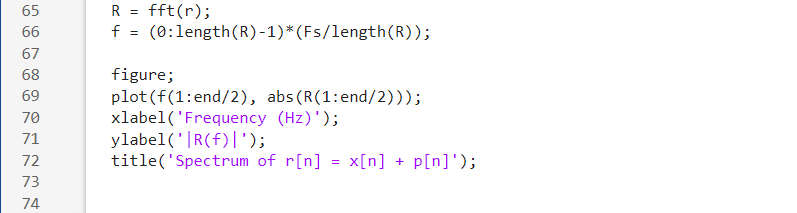 65 R = fft(r);
66 f = (0:length(R)-1)*(Fs/length(R));
67
68 figure;
69 plot(f(1:end/2), abs(R(1:end/2)));
70 xlabel('Frequency (Hz)');
71 ylabel('|R(f)|');
72 title('Spectrum of r[n] = x[n] + p[n]');
73
74